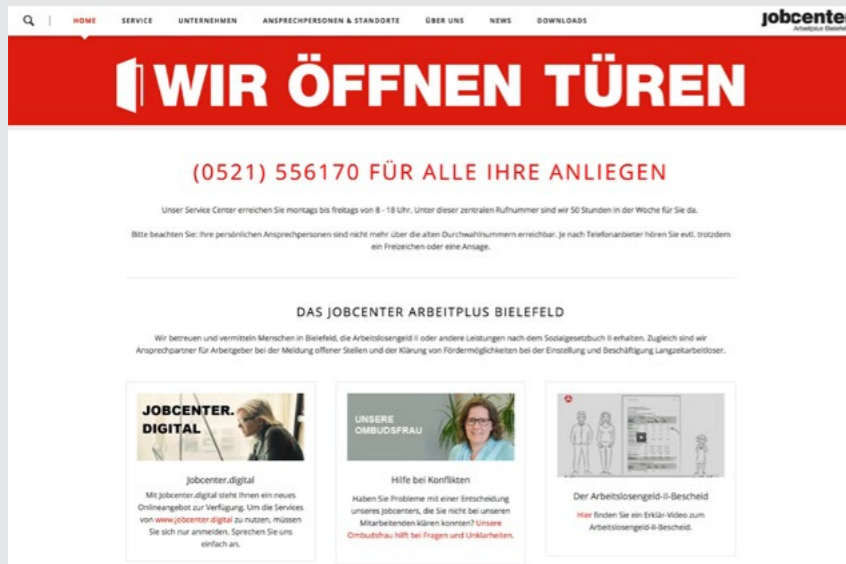 HOME SERVICE UNTERNEHMEN ANSPRECHPERSONEN & STANDORTE ÜBER UNS NEWS DOWNLOADS
jobcenter
Arbeitplus Bielefeld
WIR ÖFFNEN TÜREN
(0521) 556170 FÜR ALLE IHRE ANLIEGEN
Unser Service Center erreichen Sie montags bis freitags von 8 - 18 Uhr. Unter dieser zentralen Rufnummer sind wir 50 Stunden in der Woche für Sie da.
Bitte beachten Sie: Ihre persönlichen Ansprechpersonen sind nicht mehr über die alten Durchwahlnummern erreichbar. Je nach Telefonanbieter hören Sie evtl. trotzdem
ein Freizeichen oder eine Ansage.
DAS JOBCENTER ARBEITPLUS BIELEFELD
Wir betreuen und vermitteln Menschen in Bielefeld, die Arbeitslosengeld II oder andere Leistungen nach dem Sozialgesetzbuch II erhalten. Zugleich sind wir
Ansprechpartner für Arbeitgeber bei der Meldung offener Stellen und der Klärung von Fördermöglichkeiten bei der Einstellung und Beschäftigung Langzeitarbeitloser.
JOBCENTER.
DIGITAL
Jobcenter.digital
Mit Jobcenter.digital steht Ihnen ein neues
Onlineangebot zur Verfügung. Um die Services
von www.jobcenter.digital zu nutzen, müssen
Sie sich nur anmelden. Sprechen Sie uns
einfach an.
UNSERE
OMBUDSFRAU
Hilfe bei Konflikten
Haben Sie Probleme mit einer Entscheidung
unseres Jobcenters, die Sie nicht bei unseren
Mitarbeitenden klären konnten? Unsere
Ombudsfrau hilft bei Fragen und Unklarheiten.
Der Arbeitslosengeld-II-Bescheid
Hier finden Sie ein Erklär-Video zum
Arbeitslosengeld-II-Bescheid.